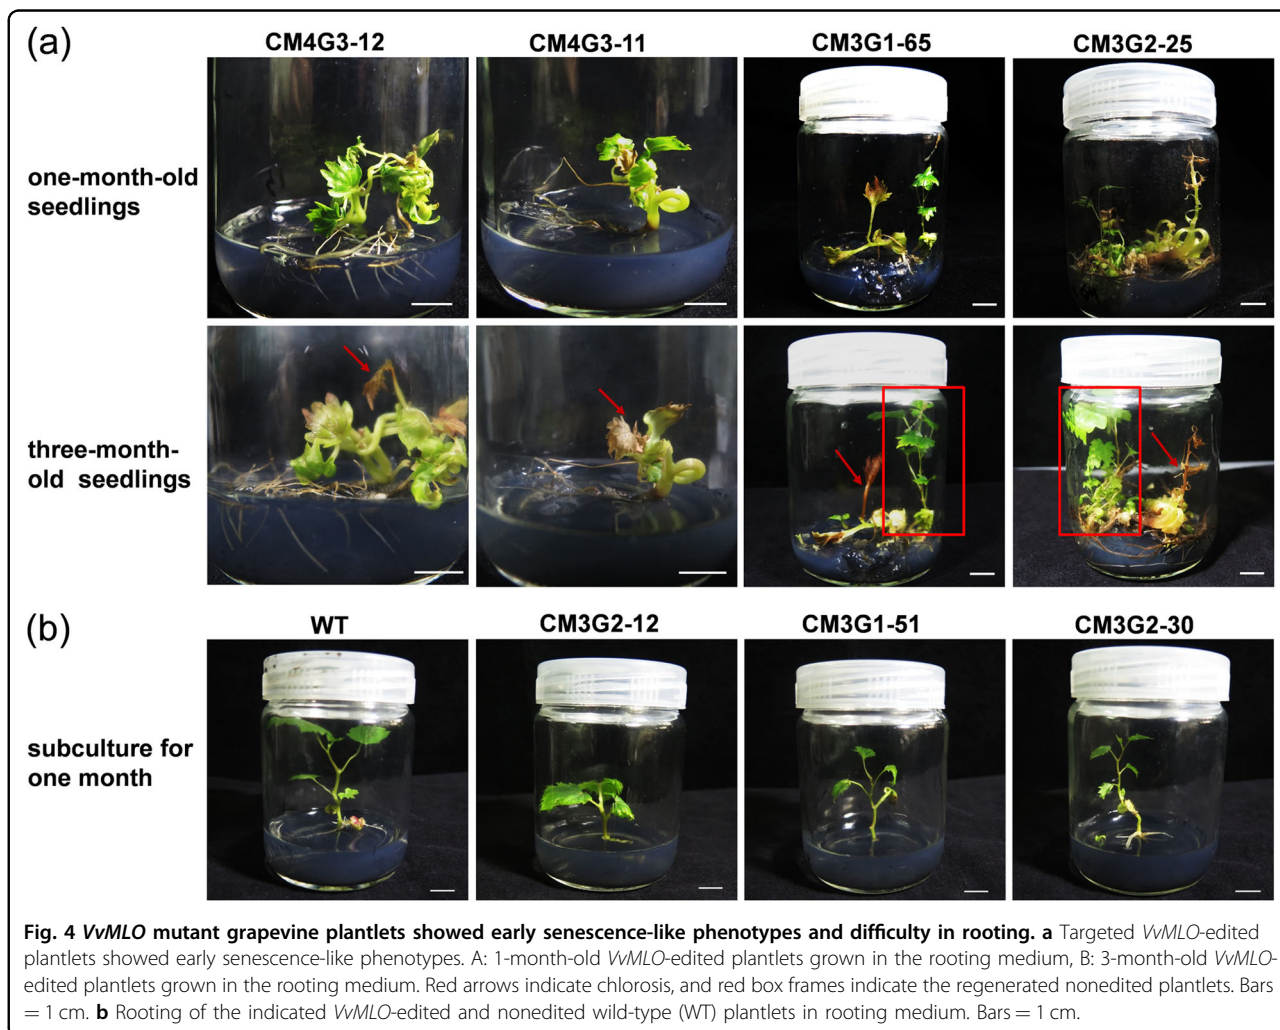 (a)
CM4G3-12 CM4G3-11 CM3G1-65 CM3G2-25
one-month-old
seedlings
three-month-
old seedlings
(b)
WT CM3G2-12 CM3G1-51 CM3G2-30
subculture for
one month
Fig. 4 VvMLO mutant grapevine plantlets showed early senescence-like phenotypes and difficulty in rooting. a Targeted VvMLO-edited
plantlets showed early senescence-like phenotypes. A: 1-month-old VvMLO-edited plantlets grown in the rooting medium, B: 3-month-old VvMLO-
edited plantlets grown in the rooting medium. Red arrows indicate chlorosis, and red box frames indicate the regenerated nonedited plantlets. Bars
= 1 cm. b Rooting of the indicated VvMLO-edited and nonedited wild-type (WT) plantlets in rooting medium. Bars = 1 cm.